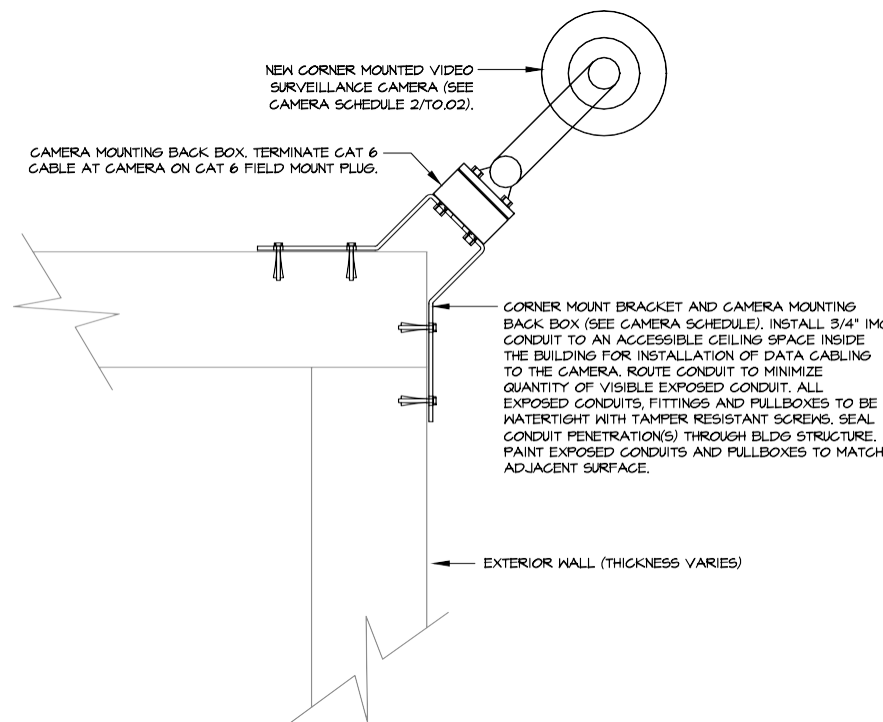 NEW CORNER MOUNTED VIDEO
SURVEILLANCE CAMERA (SEE
CAMERA SCHEDULE 2/T0.02).
CAMERA MOUNTING BACK BOX. TERMINATE CAT 6
CABLE AT CAMERA ON CAT 6 FIELD MOUNT PLUG.
CORNER MOUNT BRACKET AND CAMERA MOUNTING
BACK BOX (SEE CAMERA SCHEDULE). INSTALL 3/4" IMC
CONDUIT TO AN ACCESSIBLE CEILING SPACE INSIDE
THE BUILDING FOR INSTALLATION OF DATA CABLING
TO THE CAMERA. ROUTE CONDUIT TO MINIMIZE
QUANTITY OF VISIBLE EXPOSED CONDUIT. ALL
EXPOSED CONDUITS, FITTINGS AND PULLBOXES TO BE
WATERTIGHT WITH TAMPER RESISTANT SCREWS. SEAL
CONDUIT PENETRATION(S) THROUGH BLDG STRUCTURE.
PAINT EXPOSED CONDUITS AND PULLBOXES TO MATCH
ADJACENT SURFACE.
EXTERIOR WALL (THICKNESS VARIES)